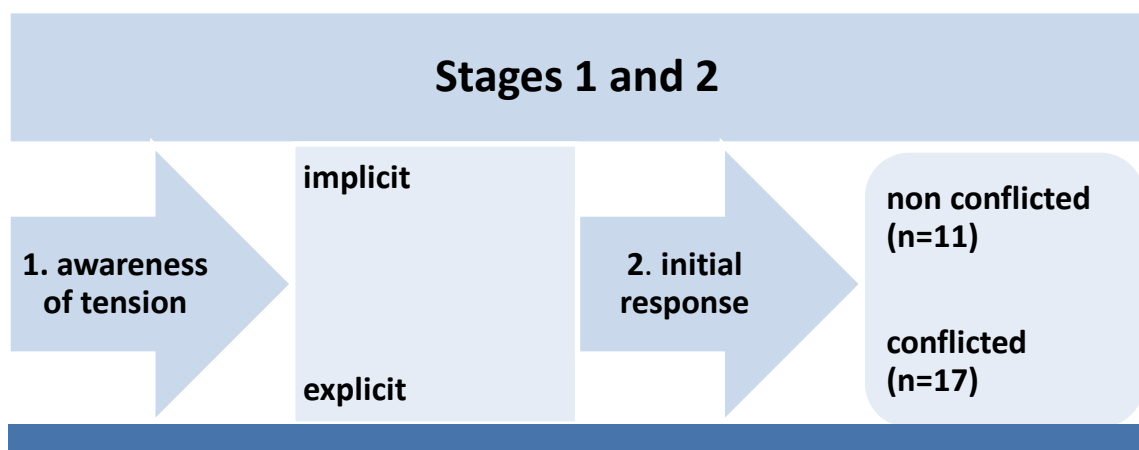 Stages 1 and 2
1. awareness
of tension
implicit
explicit
2. initial
response
non conflicted
(n=11)
conflicted
(n=17)